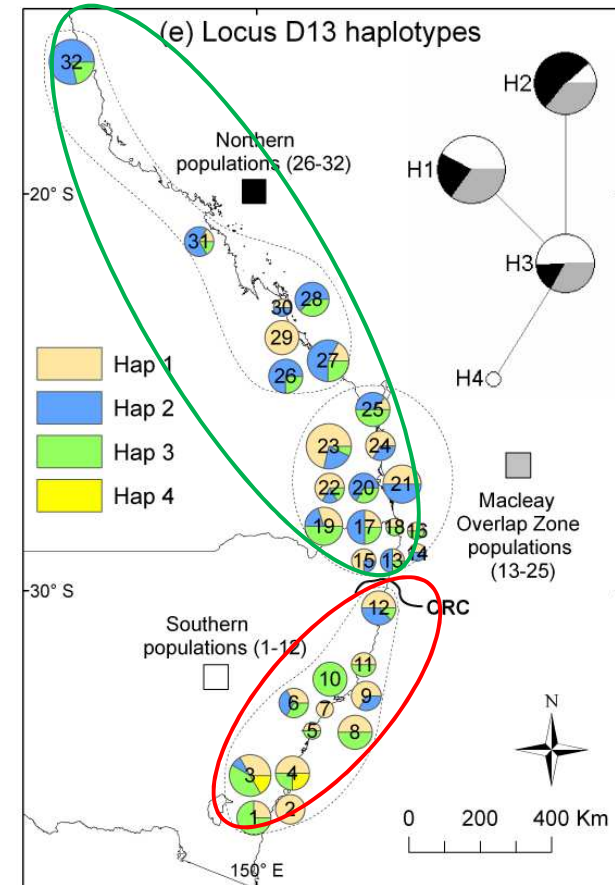 (e) Locus D13 haplotypes
32
H2
Northern
populations (26-32)
H1
20° S
31
H3
28
30
29
Hap 1
27
26
Hap 2
H4
25
Hap 3
23
24
Hap 4
22
20
21
Macleay
Overlap Zone
populations
(13-25)
19
17
18
16
15
13
14
30° S
CRC
12
Southern
populations (1-12)
11
10
9
6
7
N
5
8
3
4
2
1
0 200 400 Km
150° E